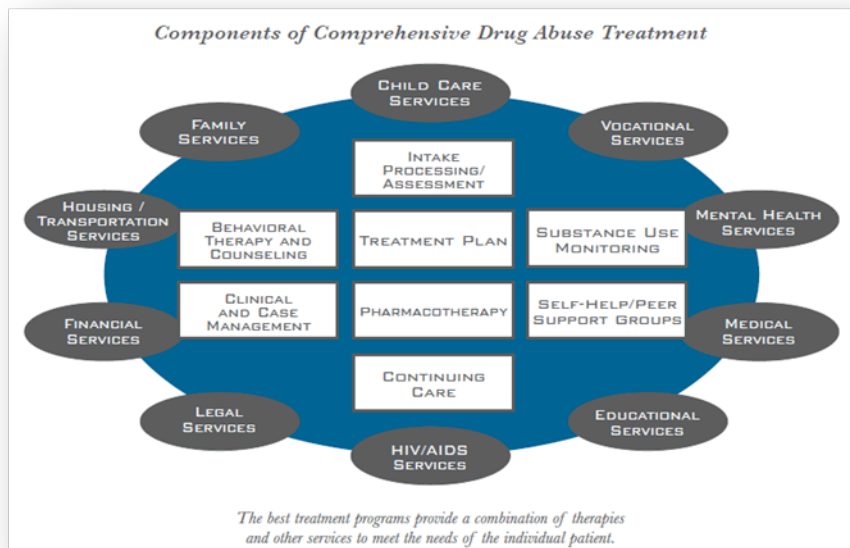 Components of Comprehensive Drug Abuse Treatment
CHILD CARE
SERVICES
FAMILY
SERVICES
VOCATIONAL
SERVICES
INTAKE
PROCESSING/
ASSESSMENT
HOUSING /
TRANSPORTATION
SERVICES
BEHAVIORAL
THERAPY AND
COUNSELING
TREATMENT PLAN
SUBSTANCE USE
MONITORING
MENTAL HEALTH
SERVICES
FINANCIAL
SERVICES
CLINICAL
AND CASE
MANAGEMENT
PHARMACOTHERAPY
SELF-HELP/PEER
SUPPORT GROUPS
MEDICAL
SERVICES
CONTINUING
CARE
LEGAL
SERVICES
HIV/AIDS
SERVICES
EDUCATIONAL
SERVICES
The best treatment programs provide a combination of therapies
and other services to meet the needs of the individual patient.